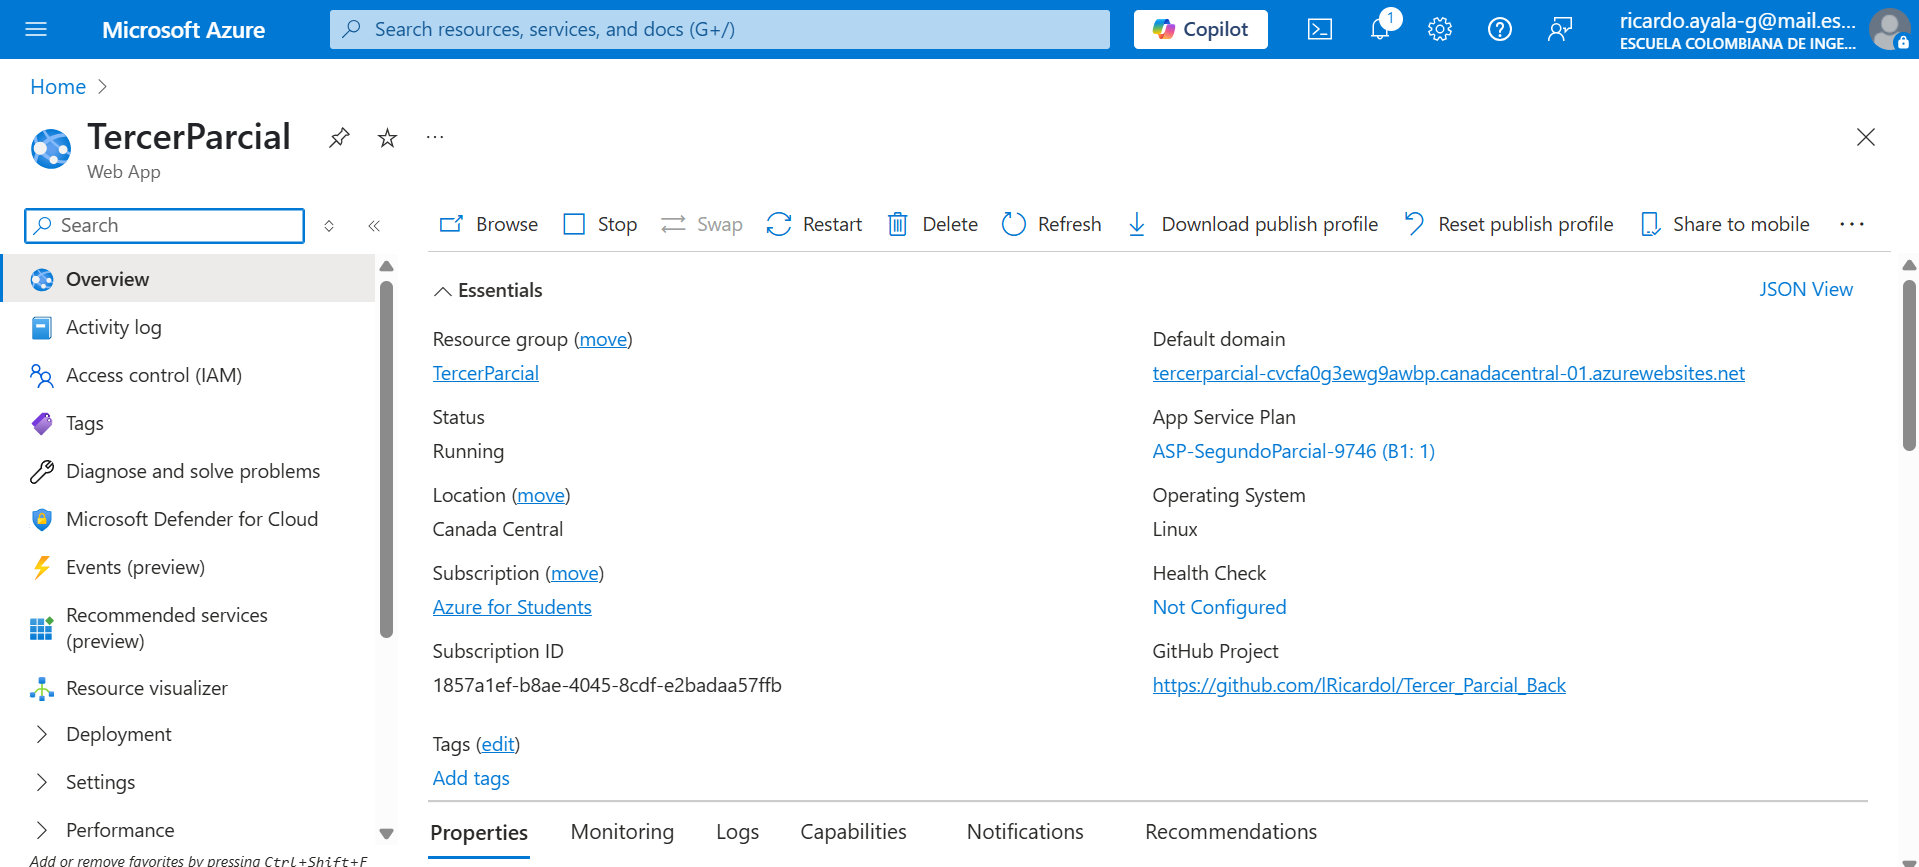 Microsoft Azure
Search resources, services, and docs (G+/)
Copilot
1
ricardo.ayala-g@mail.es...
ESCUELA COLOMBIANA DE INGE...
Home
TercerParcial
Web App
Search
Browse
Stop
Swap
Restart
Delete
Refresh
Download publish profile
Reset publish profile
Share to mobile
Overview
Activity log
Access control (IAM)
Tags
Diagnose and solve problems
Microsoft Defender for Cloud
Events (preview)
Recommended services
(preview)
Resource visualizer
Deployment
Settings
Performance
Add or remove favorites by pressing Ctrl+Shift+F
Essentials
JSON View
Resource group (move)
TercerParcial
Status
Running
Location (move)
Canada Central
Subscription (move)
Azure for Students
Subscription ID
1857a1ef-b8ae-4045-8cdf-e2badaa57ffb
Default domain
tercerparcial-cvcfa0g3ewg9awbp.canadacentral-01.azurewebsites.net
App Service Plan
ASP-SegundoParcial-9746 (B1: 1)
Operating System
Linux
Health Check
Not Configured
GitHub Project
https://github.com/lRicardol/Tercer_Parcial_Back
Tags (edit)
Add tags
Properties
Monitoring
Logs
Capabilities
Notifications
Recommendations